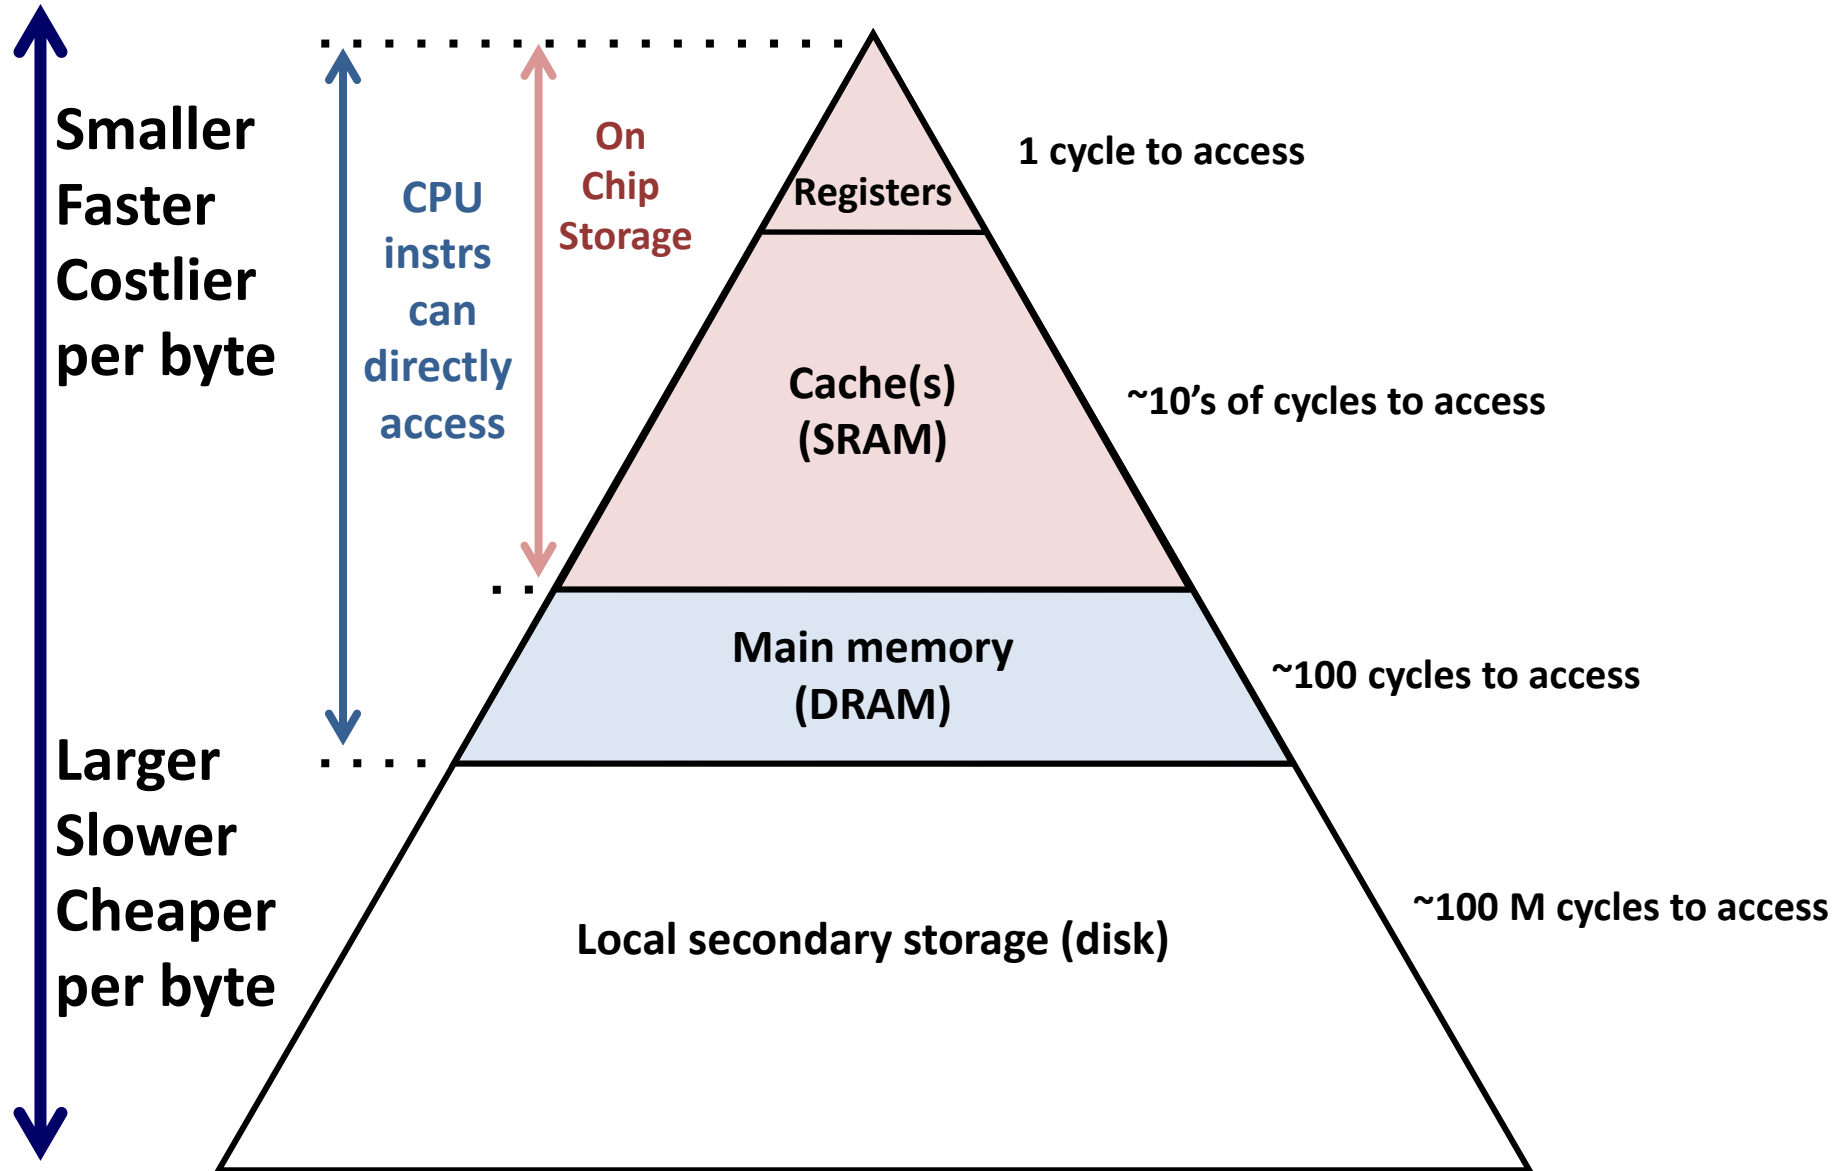 Smaller
Faster
Costlier
per byte
Larger
Slower
Cheaper
per byte
CPU
instrs
can
directly
access
On
Chip
Storage
Registers
1 cycle to access
Cache(s)
(SRAM)
~10’s of cycles to access
Main memory
(DRAM)
~100 cycles to access
Local secondary storage (disk)
~100 M cycles to access